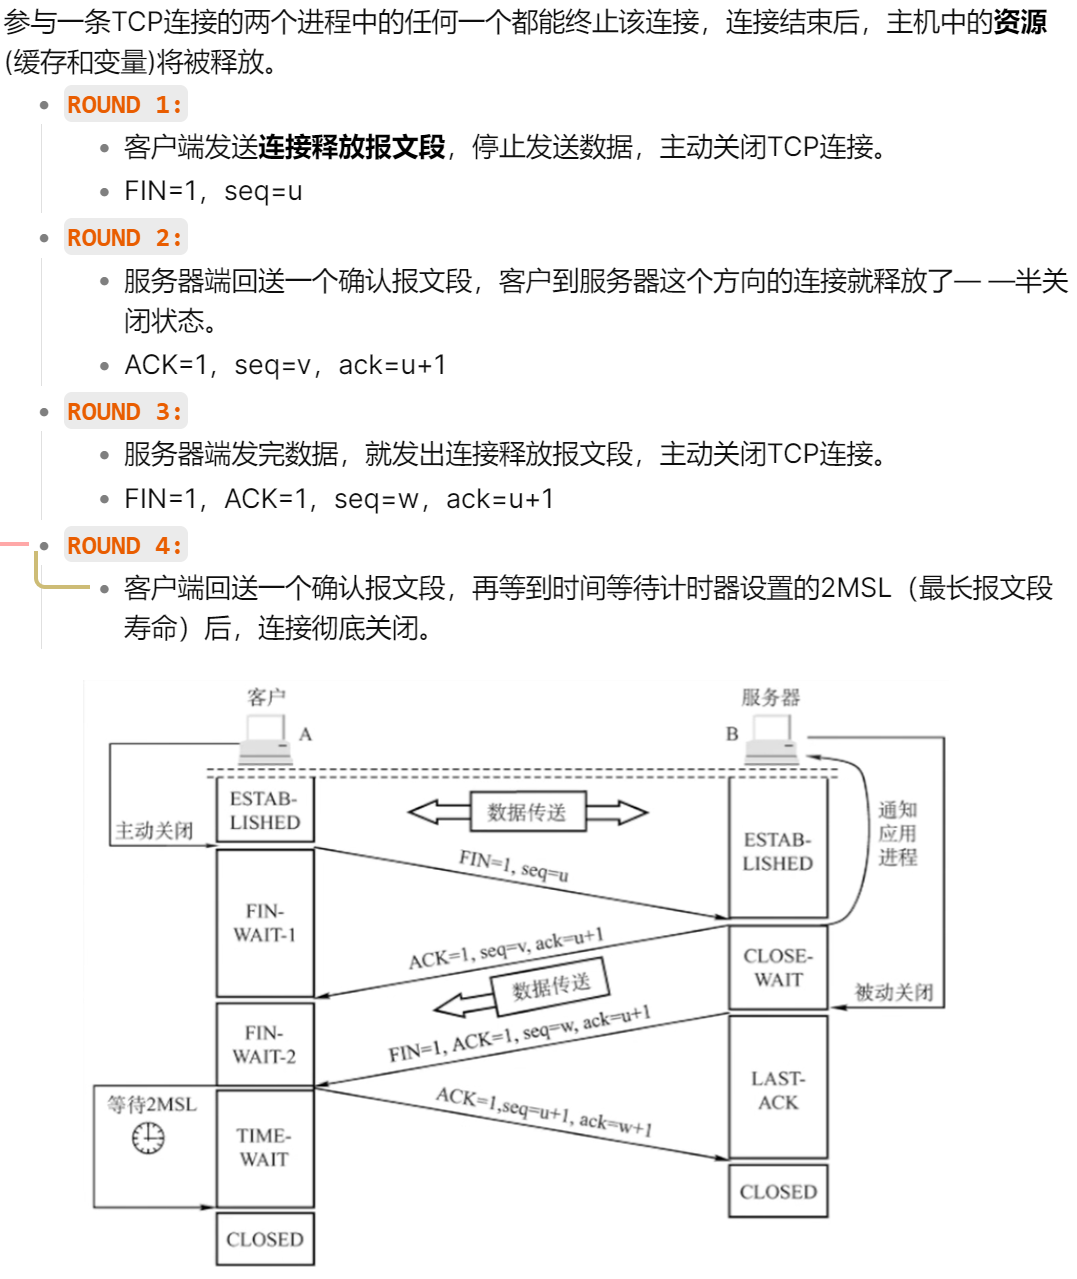 参与一条TCP连接的两个进程中的任何一个都能终止该连接，连接结束后，主机中的资源
(缓存和变量)将被释放。
ROUND 1:
客户端发送连接释放报文段，停止发送数据，主动关闭TCP连接。
FIN=1，seq=u
ROUND 2:
服务器端回送一个确认报文段，客户到服务器这个方向的连接就释放了— —半关
闭状态。
ACK=1，seq=v，ack=u+1
ROUND 3:
服务器端发完数据，就发出连接释放报文段，主动关闭TCP连接。
FIN=1，ACK=1，seq=w，ack=u+1
ROUND 4:
客户端回送一个确认报文段，再等到时间等待计时器设置的2MSL（最长报文段
寿命）后，连接彻底关闭。
客户
服务器
A
B
ESTAB-
LISHED
数据传送
通知
应用
进程
主动关闭
ESTAB-
LISHED
FIN=1, seq=u
FIN-
WAIT-1
ACK=1, seq=v, ack=u+1
CLOSE-
WAIT
数据传送
被动关闭
FIN-
WAIT-2
FIN=1, ACK=1, seq=w, ack=u+1
LAST-
ACK
等待2MSL
ACK=1,seq=u+1, ack=w+1
TIME-
WAIT
CLOSED
CLOSED